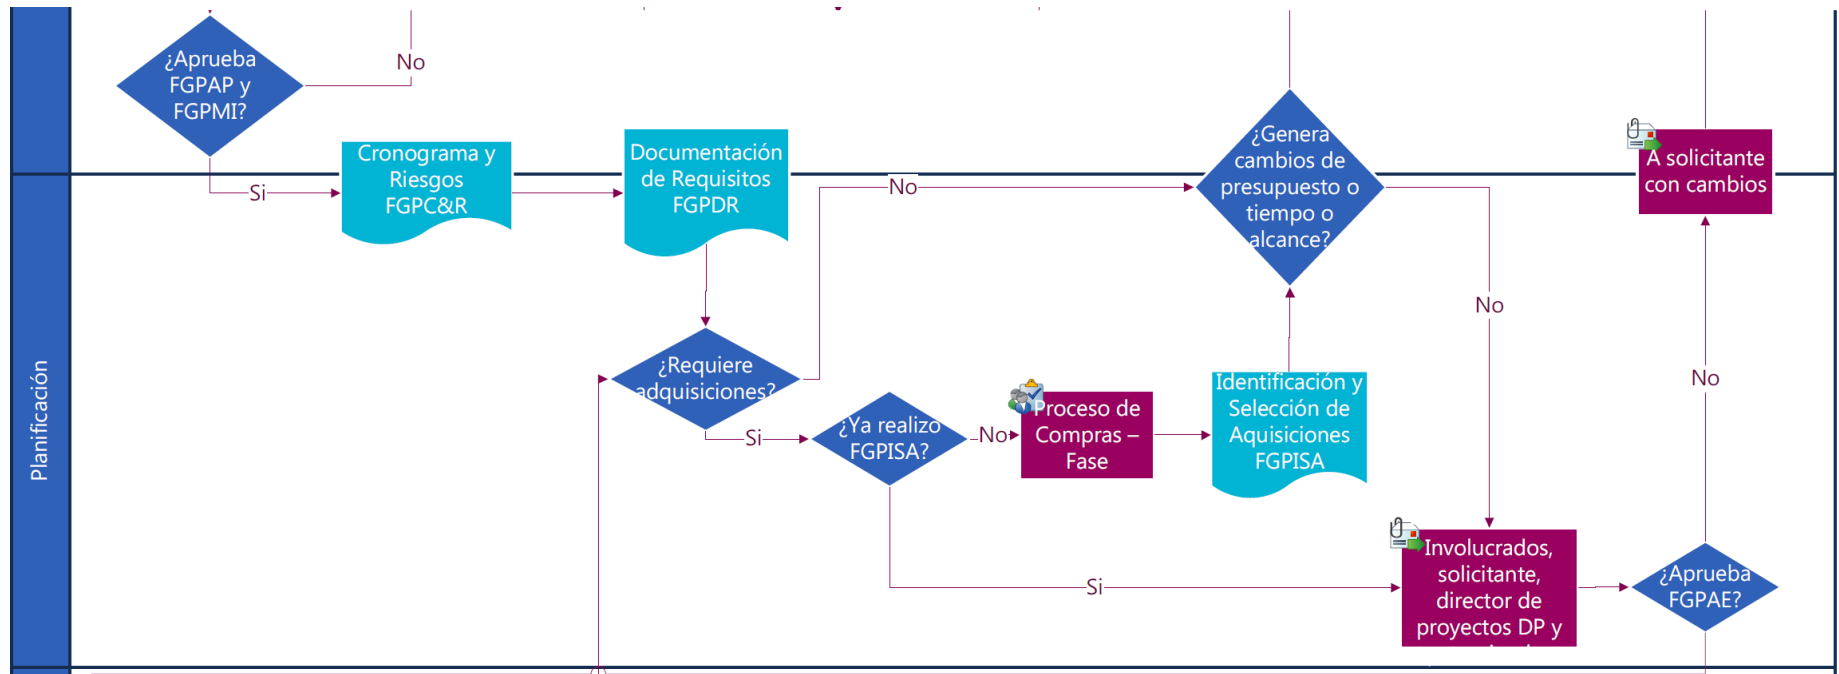 ¿Aprueba
FGPAP y
FGPMI?
No
Si
Cronograma y
Riesgos
FGPC&R
Documentación
de Requisitos
FGPDR
No
¿Genera
cambios de
presupuesto o
tiempo o
alcance?
No
A solicitante
con cambios
No
Planificación
¿Requiere
adquisiciones?
Si
¿Ya realizo
FGPISA?
No
Proceso de
Compras –
Fase
Identificación y
Selección de
Aquisiciones
FGPISA
Si
Involucrados,
solicitante,
director de
proyectos DP y
¿Aprueba
FGPAE?